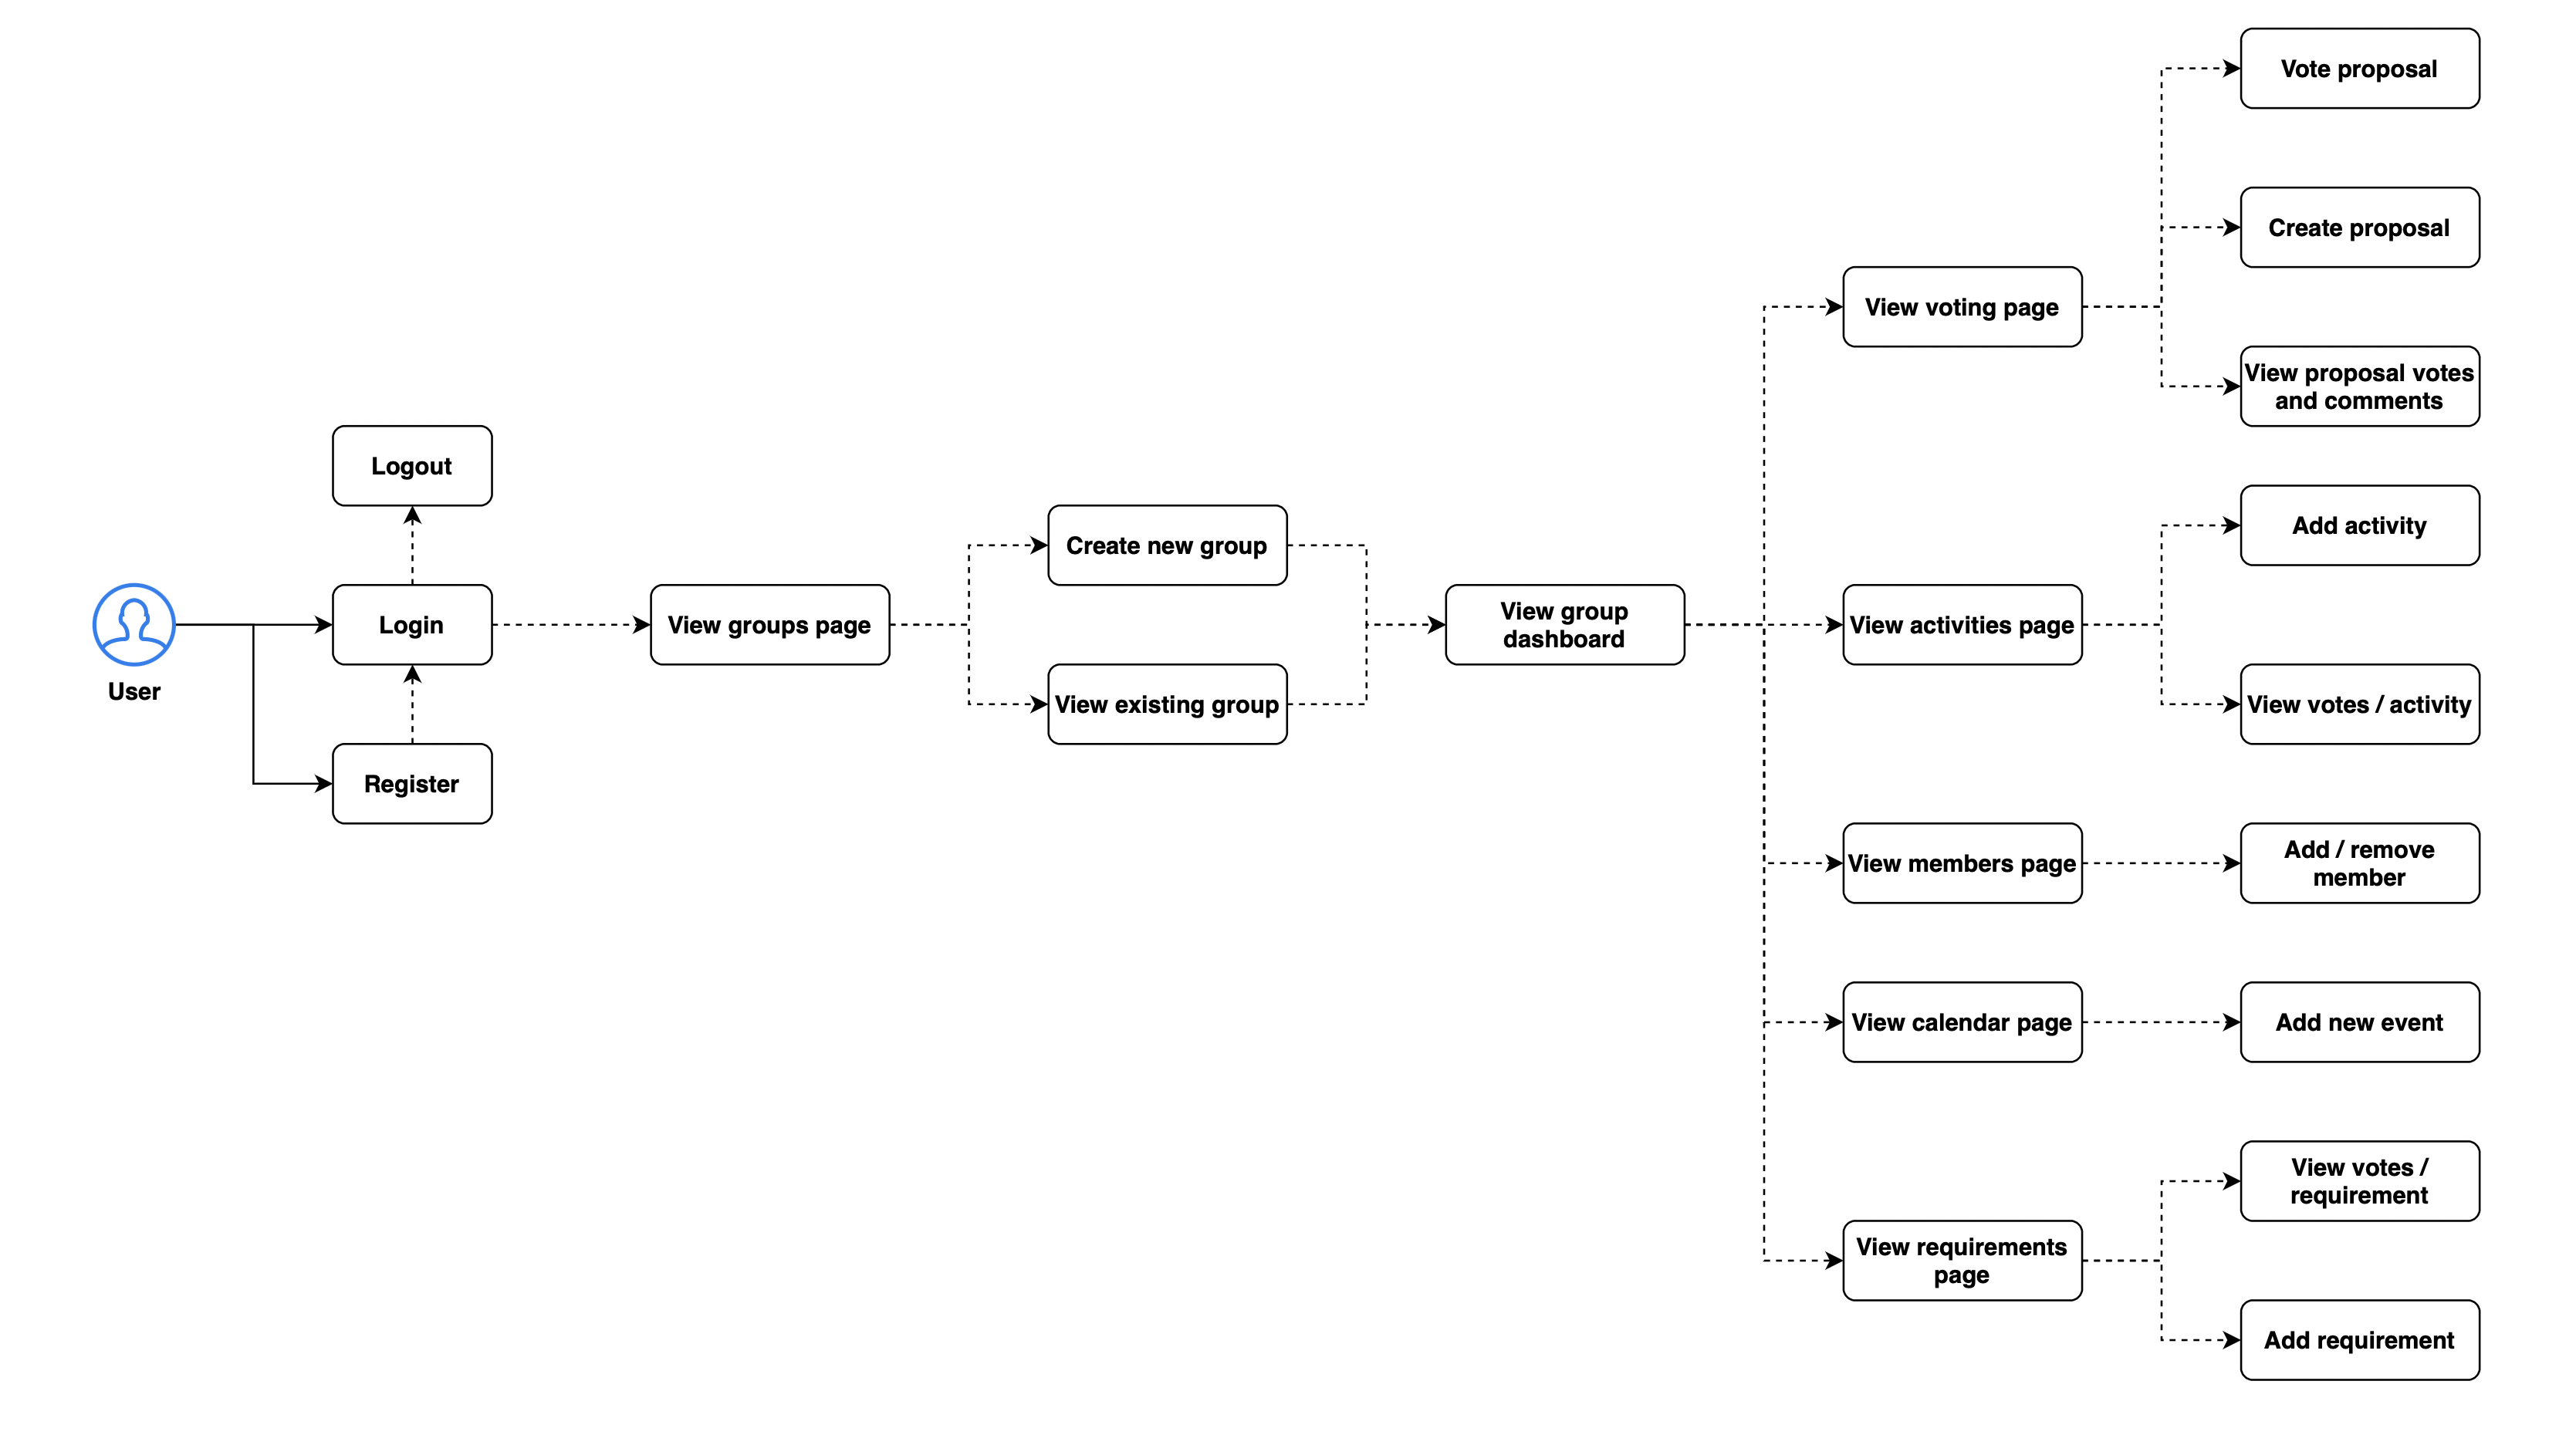 User
Logout
Login
Register
View groups page
Create new group
View existing group
View group
dashboard
View voting page
View activities page
View members page
View calendar page
View requirements
page
Vote proposal
Create proposal
View proposal votes
and comments
Add activity
View votes / activity
Add / remove
member
Add new event
View votes /
requirement
Add requirement